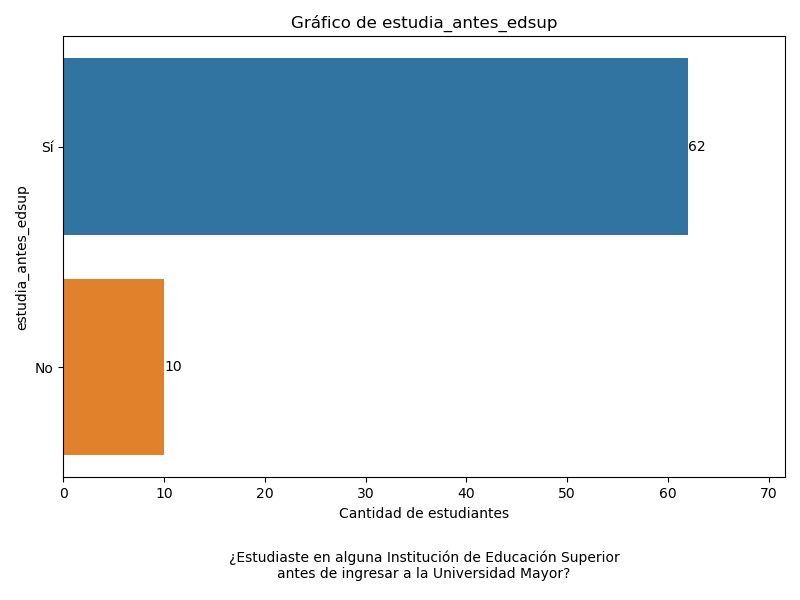 Gráfico de estudia_antes_edsup
estudia_antes_edsup
Sí
62
No
10
0 10 20 30 40 50 60 70
Cantidad de estudiantes
¿Estudiaste en alguna Institución de Educación Superior
antes de ingresar a la Universidad Mayor?